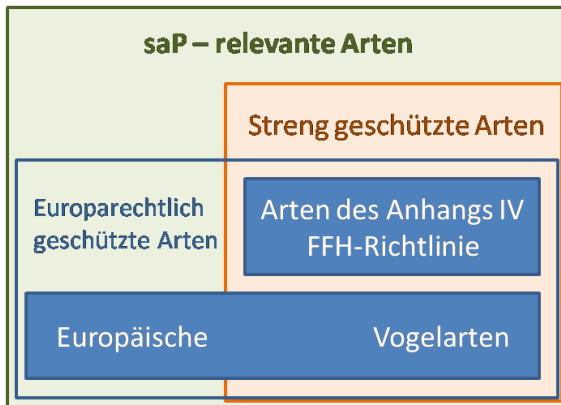 saP – relevante Arten
Streng geschützte Arten
Europarechtlich
geschützte Arten
Arten des Anhangs IV
FFH-Richtlinie
Europäische Vogelarten